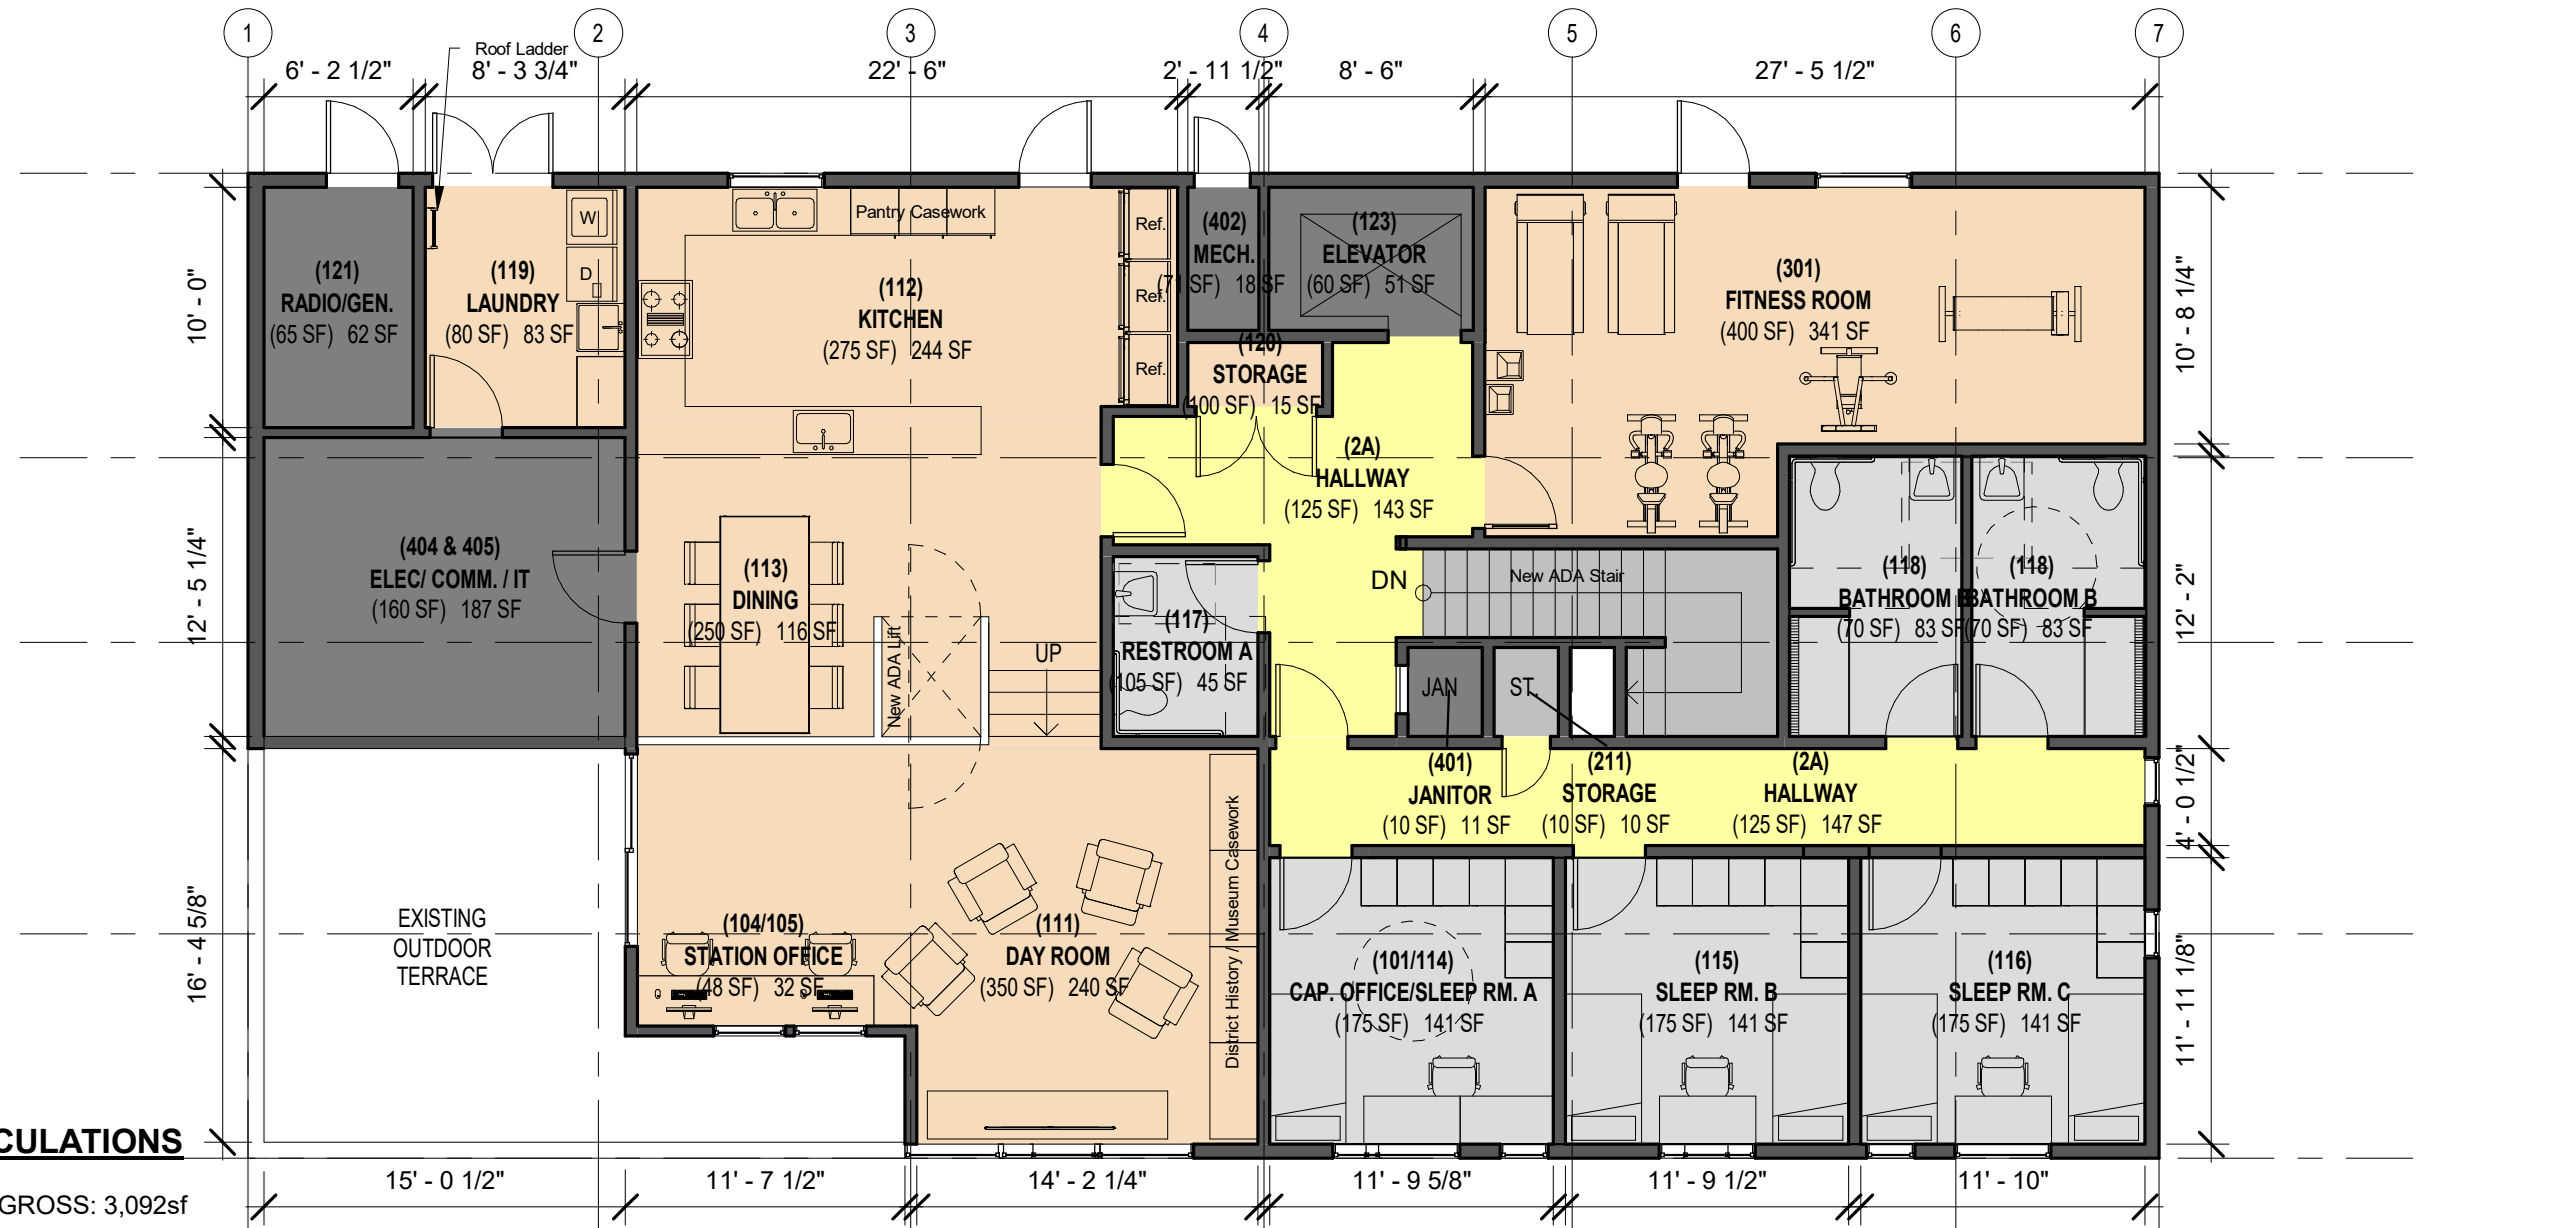 1
2
3
4
5
6
7
Roof Ladder
6' - 2 1/2"
8' - 3 3/4"
22' - 6"
2' - 11 1/2"
8' - 6"
27' - 5 1/2"
10' - 0"
12' - 5 1/4"
16' - 4 5/8"
(121)
RADIO/GEN.
(65 SF) 62 SF
(119)
LAUNDRY
(80 SF) 83 SF
W
D
Pantry Casework
(112)
KITCHEN
(275 SF) 244 SF
Ref.
Ref.
Ref.
(402)
MECH.
(71 SF) 18 SF
(123)
ELEVATOR
(60 SF) 51 SF
(120)
STORAGE
(100 SF) 15 SF
(301)
FITNESS ROOM
(400 SF) 341 SF
(2A)
HALLWAY
(125 SF) 143 SF
(404 & 405)
ELEC/ COMM. / IT
(160 SF) 187 SF
(113)
DINING
(250 SF) 116 SF
New ADA Lift
UP
(117)
RESTROOM A
(105 SF) 45 SF
DN
New ADA Stair
JAN
ST.
(118)
BATHROOM B
(70 SF) 83 SF
(118)
BATHROOM B
(70 SF) 83 SF
(401)
JANITOR
(10 SF) 11 SF
(211)
STORAGE
(10 SF) 10 SF
(2A)
HALLWAY
(125 SF) 147 SF
EXISTING
OUTDOOR
TERRACE
(104/105)
STATION OFFICE
(48 SF) 32 SF
(111)
DAY ROOM
(350 SF) 240 SF
District History / Museum Casework
(101/114)
CAP. OFFICE/SLEEP RM. A
(175 SF) 141 SF
(115)
SLEEP RM. B
(175 SF) 141 SF
(116)
SLEEP RM. C
(175 SF) 141 SF
10' - 8 1/4"
12' - 2"
4' - 0 1/2"
11' - 11 1/8"
CULATIONS
15' - 0 1/2"
11' - 7 1/2"
14' - 2 1/4"
11' - 9 5/8"
11' - 9 1/2"
11' - 10"
GROSS: 3,092sf